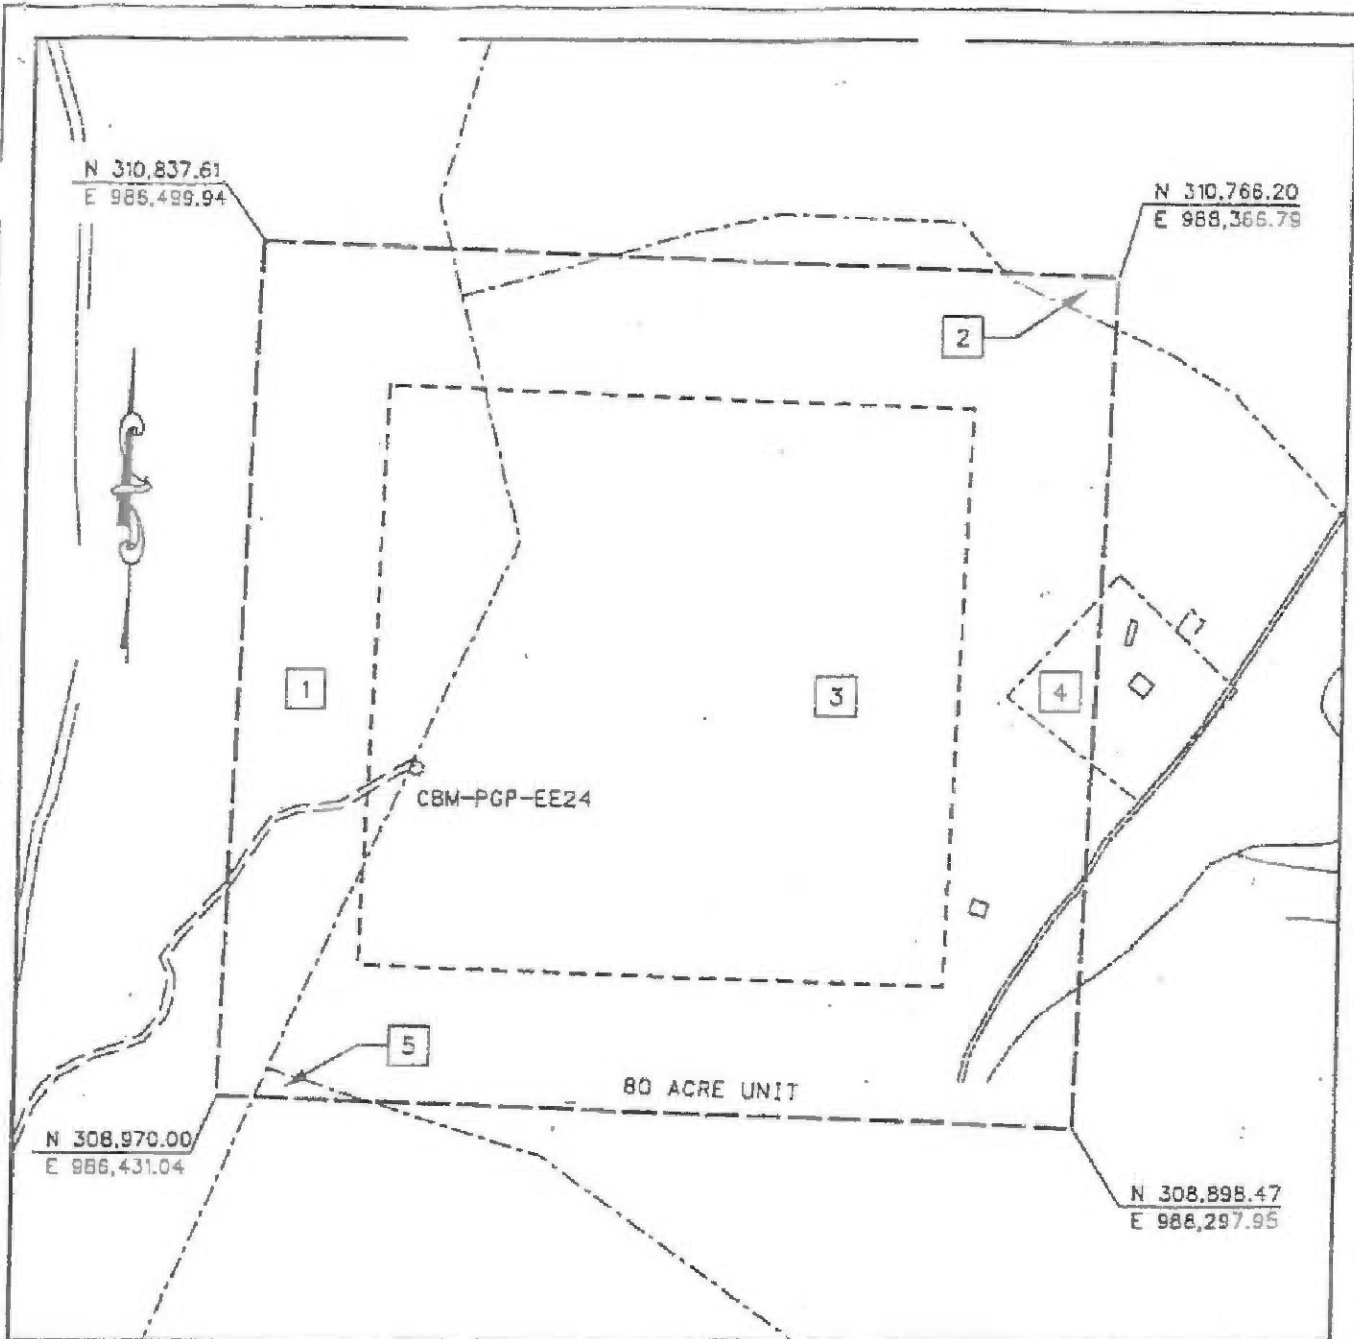 N 310,837.61
E 986,499.94
N 310,766.20
E 988,366.79
2
1
3
4
CBM-PGP-EE24
5
80 ACRE UNIT
N 308,970.00
E 986,431.04
N 308,898.47
E 988,297.95